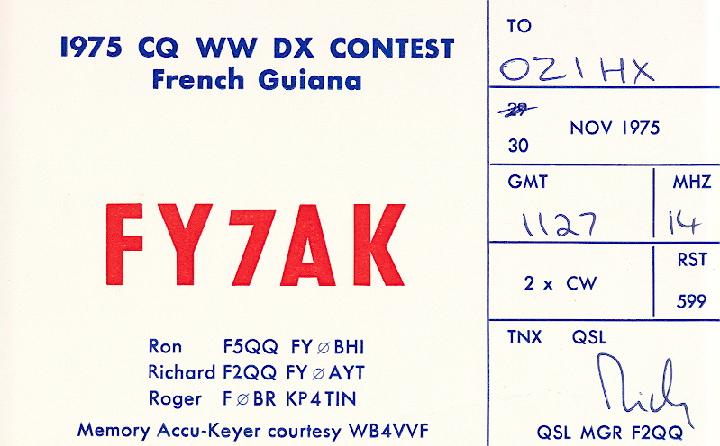 1975 CQ WW DX CONTEST
French Guiana
FY7AK
Ron F5QQ FYøBHI
Richard F2QQ FYøAYT
Roger FøBR KP4TIN
Memory Accu-Keyer courtesy WB4VVF
TO
OZ1HX
29
30 NOV 1975
GMT MHZ
1127 14
2 x CW
RST
599
TNX QSL
Rich
QSL MGR F2QQ